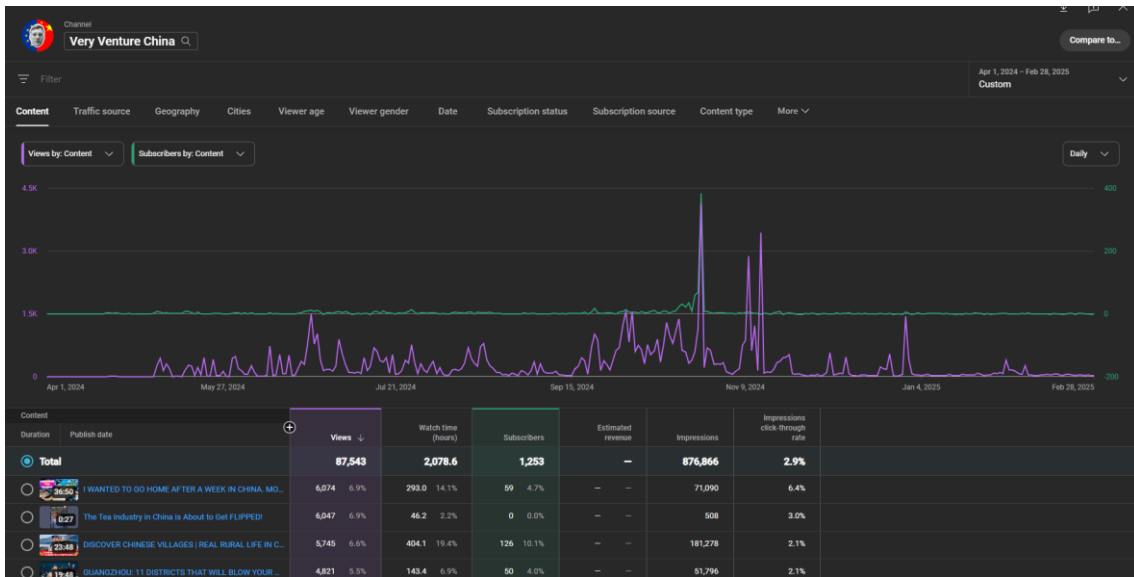 Channel
Very Venture China
Compare to...
Filter
Apr 1, 2024 – Feb 28, 2025
Custom
Content Traffic source Geography Cities Viewer age Viewer gender Date Subscription status Subscription source Content type More
Views by: Content Subscribers by: Content Daily
4.5K 400
3.0K 200
1.5K 0
0 -200
Apr 1, 2024 May 27, 2024 Jul 21, 2024 Sep 15, 2024 Nov 9, 2024 Jan 4, 2025 Feb 28, 2025
Content
Duration Publish date
Views
Watch time
(hours)
Subscribers
Estimated
revenue
Impressions
Impressions
click-through
rate
Total 87,543 2,078.6 1,253 — 876,866 2.9%
36:50 I WANTED TO GO HOME AFTER A WEEK IN CHINA. MO... 6,074 6.9% 293.0 14.1% 59 4.7% — — 71,090 6.4%
0:27 The Tea Industry in China is About to Get FLIPPED! 6,047 6.9% 46.2 2.2% 0 0.0% — — 508 3.0%
23:48 DISCOVER CHINESE VILLAGES | REAL RURAL LIFE IN C... 5,745 6.6% 404.1 19.4% 126 10.1% — — 181,278 2.1%
19:48 GUANGZHOU: 11 DISTRICTS THAT WILL BLOW YOUR ... 4,821 5.5% 143.4 6.9% 50 4.0% — — 51,796 2.1%